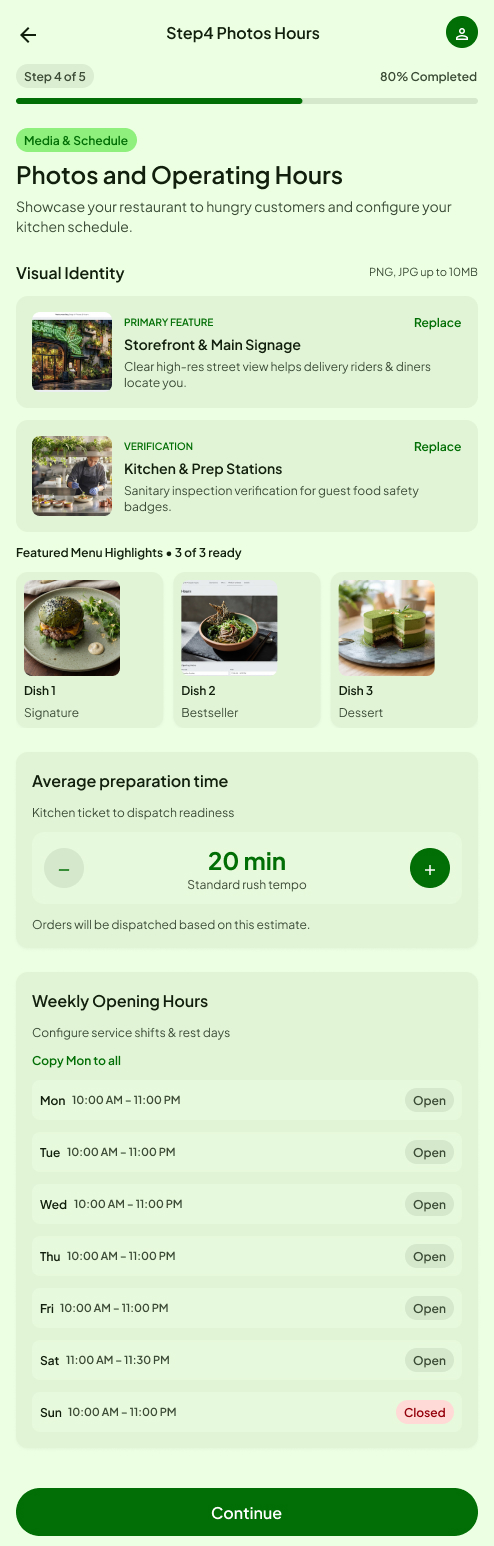 Step4 Photos Hours
Step 4 of 5
80% Completed
Media & Schedule
Photos and Operating Hours
Showcase your restaurant to hungry customers and configure your
kitchen schedule.
Visual Identity
PNG, JPG up to 10MB
PRIMARY FEATURE
Replace
Storefront & Main Signage
Clear high-res street view helps delivery riders & diners
locate you.
VERIFICATION
Replace
Kitchen & Prep Stations
Sanitary inspection verification for guest food safety
badges.
Featured Menu Highlights • 3 of 3 ready
Dish 1
Signature
Dish 2
Bestseller
Dish 3
Dessert
Average preparation time
Kitchen ticket to dispatch readiness
–
20 min
+
Standard rush tempo
Orders will be dispatched based on this estimate.
Weekly Opening Hours
Configure service shifts & rest days
Copy Mon to all
Mon 10:00 AM – 11:00 PM Open
Tue 10:00 AM – 11:00 PM Open
Wed 10:00 AM – 11:00 PM Open
Thu 10:00 AM – 11:00 PM Open
Fri 10:00 AM – 11:00 PM Open
Sat 11:00 AM – 11:30 PM Open
Sun 10:00 AM – 11:00 PM Closed
Continue